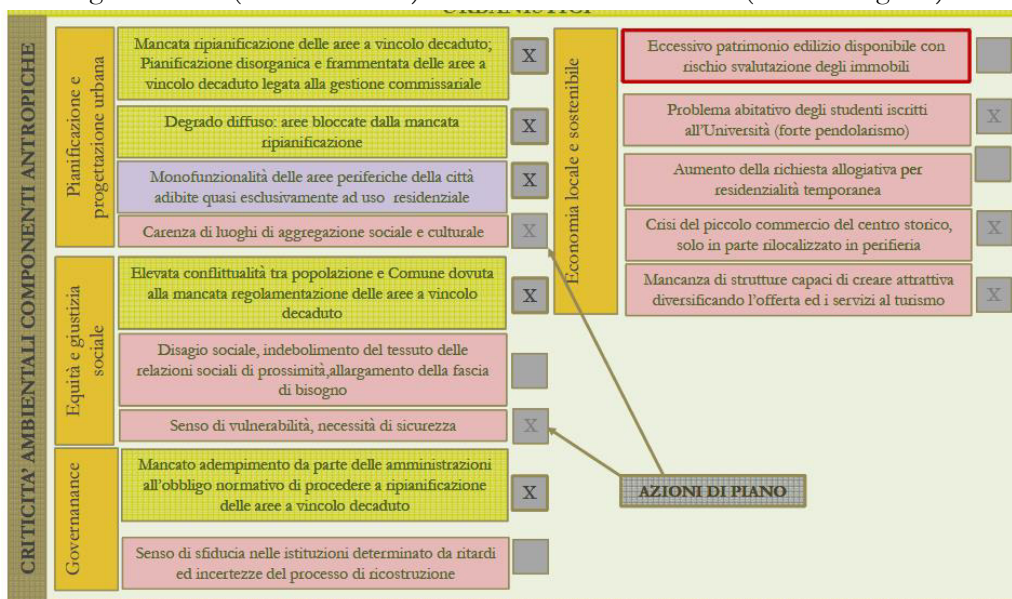 URBANISTICI
CRITICITA' AMBIENTALI COMPONENTI ANTROPICHE
Pianificazione e
progettazione urbana
Mancata ripianificazione delle aree a vincolo decaduto;
Pianificazione disorganica e frammentata delle aree a
vincolo decaduto legata alla gestione commissariale
X
Degrado diffuso: aree bloccate dalla mancata
ripianificazione
X
Monofunzionalità delle aree periferiche della città
adibite quasi esclusivamente ad uso residenziale
X
Carenza di luoghi di aggregazione sociale e culturale
X
Equità e giustizia
sociale
Elevata conflittualità tra popolazione e Comune dovuta
alla mancata regolamentazione delle aree a vincolo
decaduto
X
Disagio sociale, indebolimento del tessuto delle
relazioni sociali di prossimità,allargamento della fascia
di bisogno
Senso di vulnerabilità, necessità di sicurezza
X
Governanance
Mancato adempimento da parte delle amministrazioni
all'obbligo normativo di procedere a ripianificazione
delle aree a vincolo decaduto
X
Senso di sfiducia nelle istituzioni determinato da ritardi
ed incertezze del processo di ricostruzione
Economia locale e sostenibile
Eccessivo patrimonio edilizio disponibile con
rischio svalutazione degli immobili
Problema abitativo degli studenti iscritti
all'Università (forte pendolarismo)
X
Aumento della richiesta allogiativa per
residenzialità temporanea
Crisi del piccolo commercio del centro storico,
solo in parte rilocalizzato in perifieria
X
Mancanza di strutture capaci di creare attrattiva
diversificando l'offerta ed i servizi al turismo
X
AZIONI DI PIANO